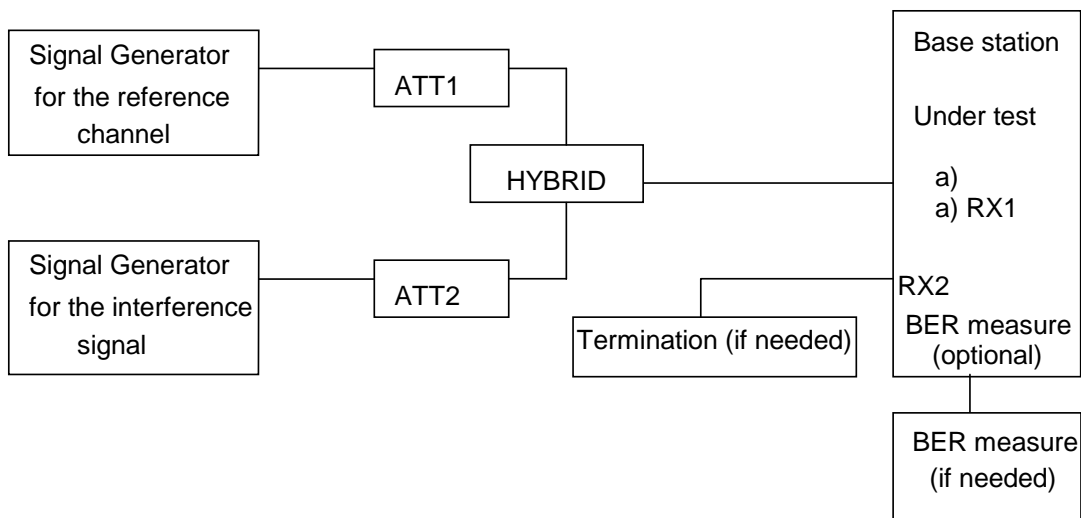 Signal Generator
for the reference
channel
ATT1
HYBRID
Signal Generator
for the interference
signal
ATT2
Termination (if needed)
Base station
Under test
a)
a) RX1
RX2
BER measure
(optional)
BER measure
(if needed)